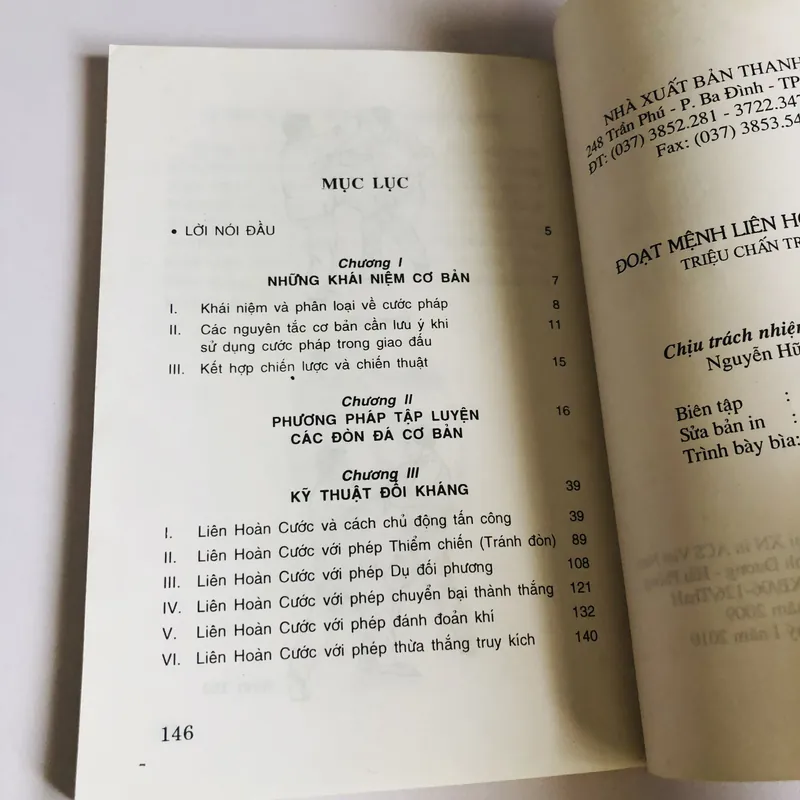 MỤC LỤC
• LỜI NÓI ĐẦU 5
Chương I
NHỮNG KHÁI NIỆM CƠ BẢN 7
I. Khái niệm và phân loại về cước pháp 8
II. Các nguyên tắc cơ bản cần lưu ý khi 11
sử dụng cước pháp trong giao đấu
III. Kết hợp chiến lược và chiến thuật 15
Chương II
PHƯƠNG PHÁP TẬP LUYỆN 16
CÁC ĐÒN ĐÁ CƠ BẢN
Chương III
KỸ THUẬT ĐỐI KHÁNG 39
I. Liên Hoàn Cước và cách chủ động tấn công 39
II. Liên Hoàn Cước với phép Thiểm chiến (Tránh đòn) 89
III. Liên Hoàn Cước với phép Dụ đối phương 108
IV. Liên Hoàn Cước với phép chuyển bại thành thắng 121
V. Liên Hoàn Cước với phép đánh đoản khí 132
VI. Liên Hoàn Cước với phép thừa thắng truy kích 140
146
NHÀ XUẤT BẢN THANH
248 Trần Phú - P. Ba Đình - TP
ĐT: (037) 3852.281 - 3722.347
Fax: (037) 3853.54
ĐOẠT MỆNH LIÊN
TRIỆU CHẤN
Chịu trách nhiệm
Nguyễn
Biên tập :
Sửa bản in :
Trình bày bìa: